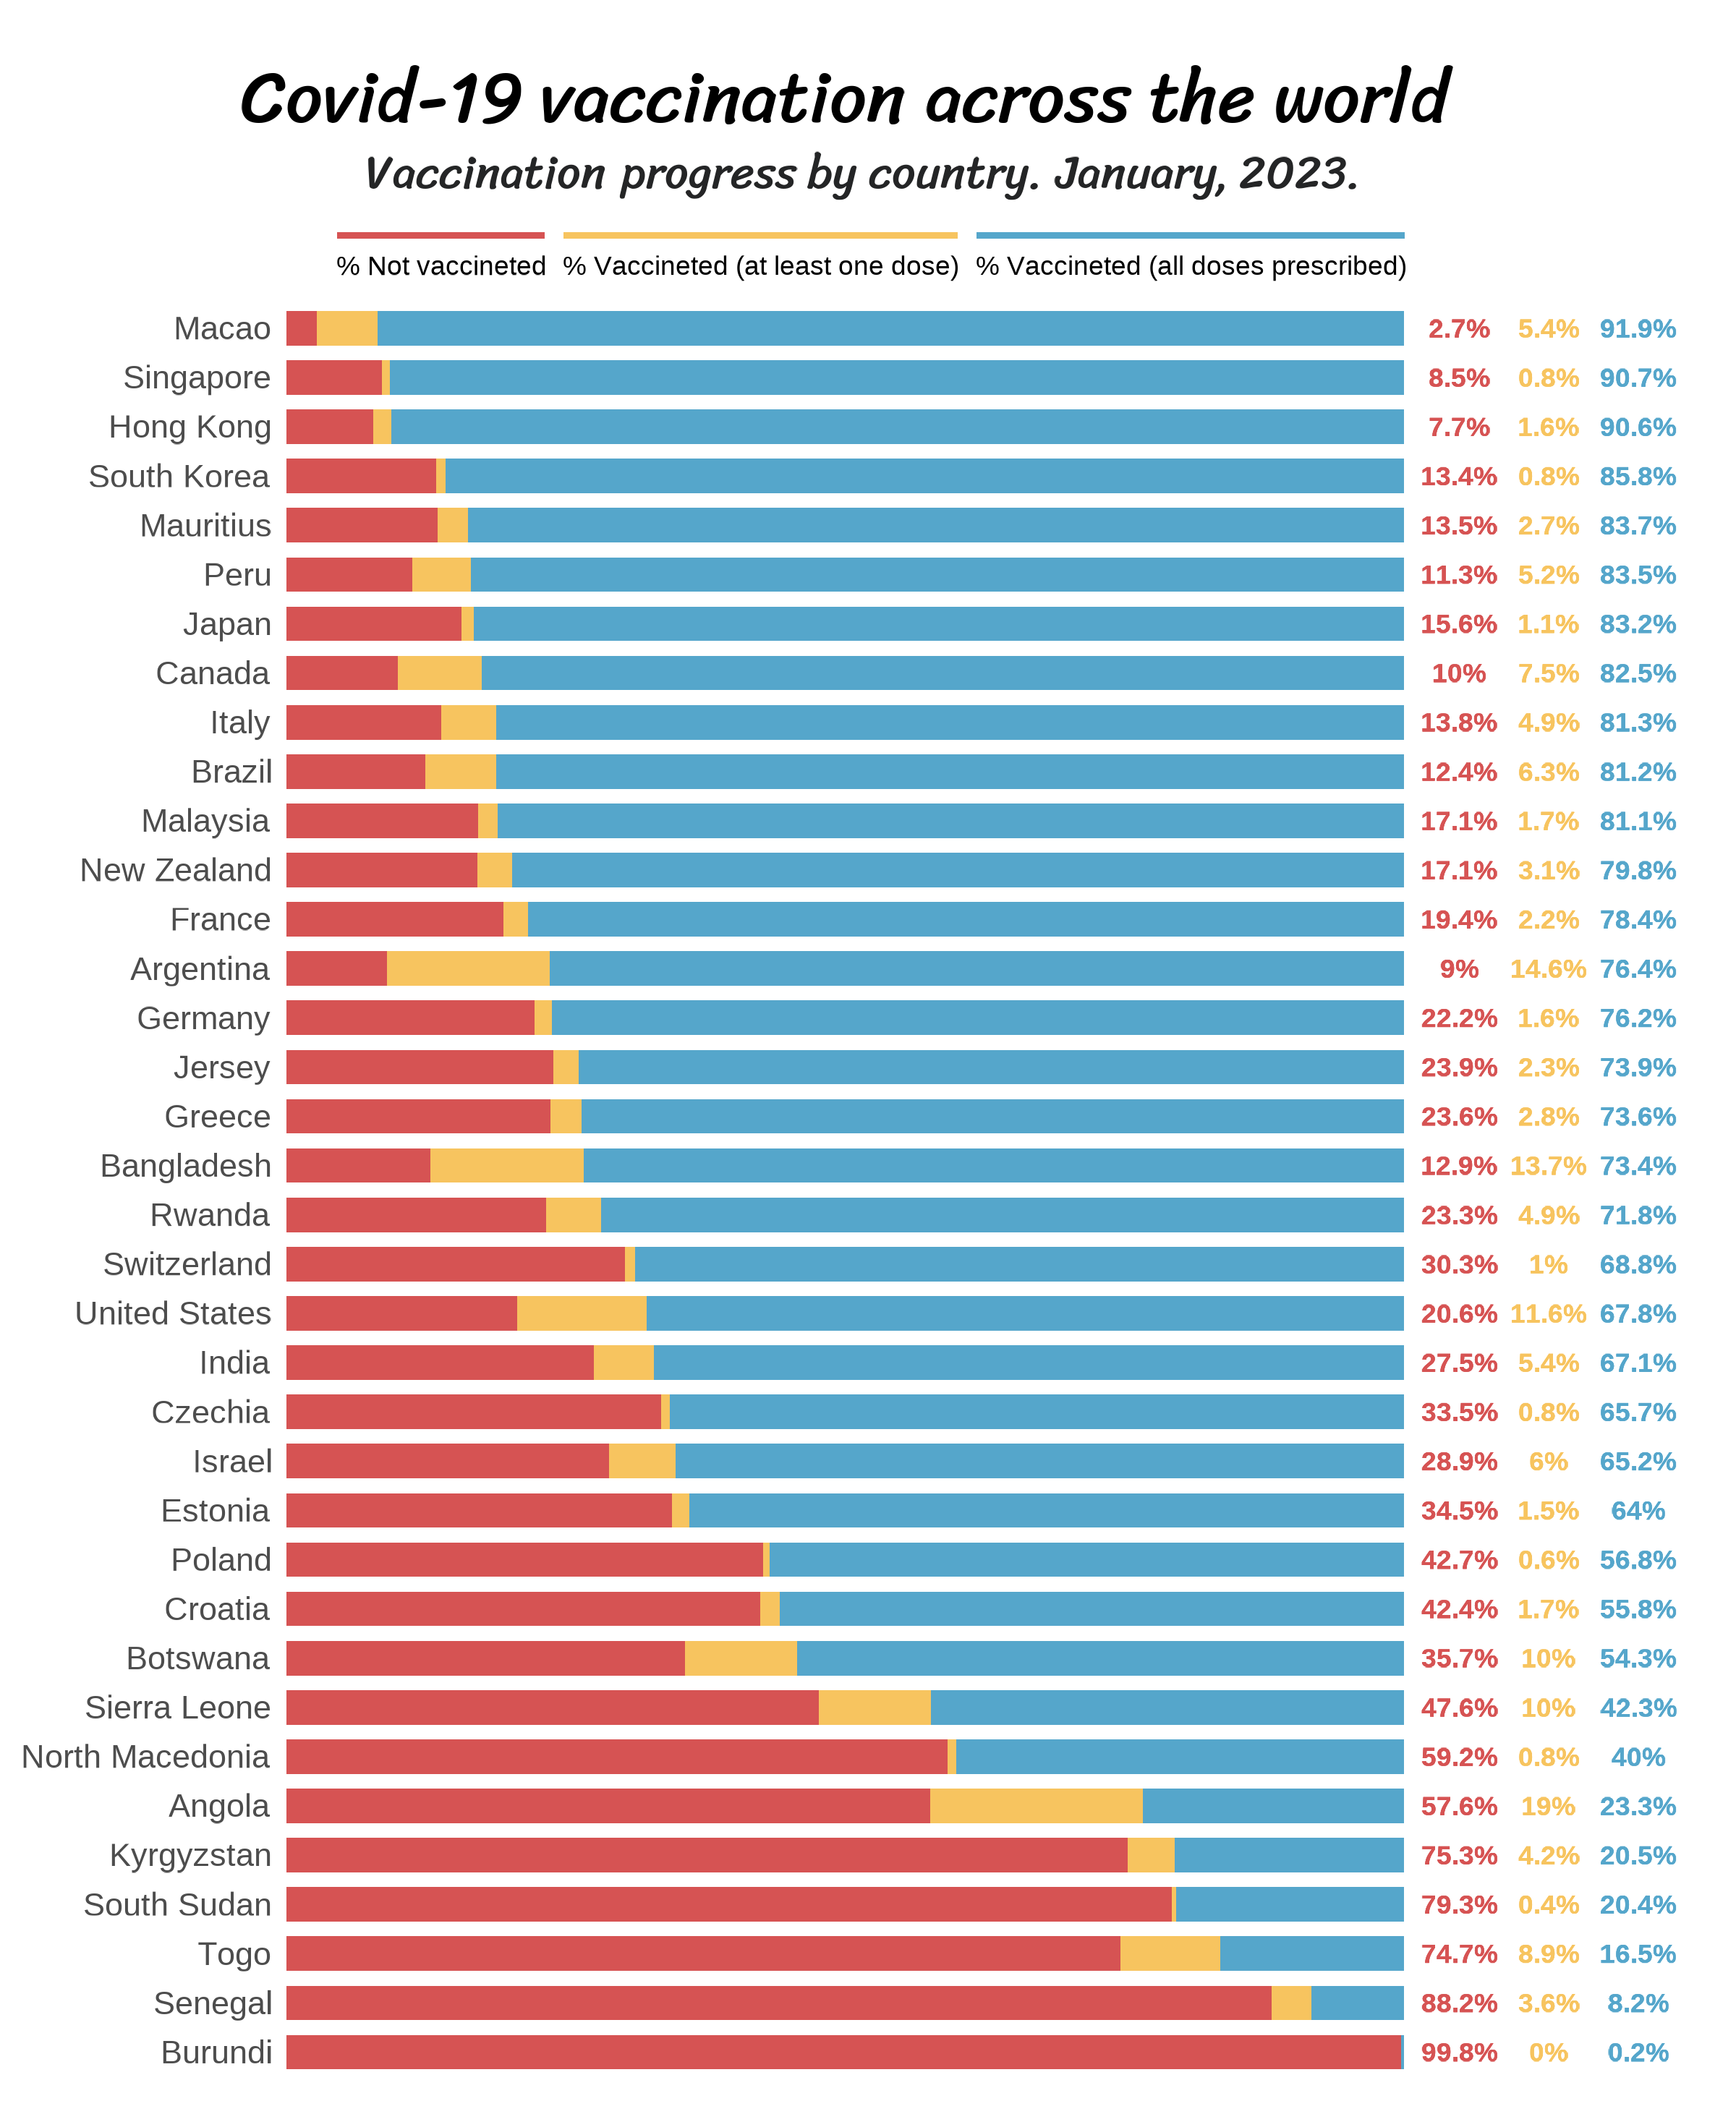 Covid-19 vaccination across the world
Vaccination progress by country. January, 2023.
% Not vaccineted % Vaccineted (at least one dose) % Vaccineted (all doses prescribed)
Macao 2.7% 5.4% 91.9%
Singapore 8.5% 0.8% 90.7%
Hong Kong 7.7% 1.6% 90.6%
South Korea 13.4% 0.8% 85.8%
Mauritius 13.5% 2.7% 83.7%
Peru 11.3% 5.2% 83.5%
Japan 15.6% 1.1% 83.2%
Canada 10% 7.5% 82.5%
Italy 13.8% 4.9% 81.3%
Brazil 12.4% 6.3% 81.2%
Malaysia 17.1% 1.7% 81.1%
New Zealand 17.1% 3.1% 79.8%
France 19.4% 2.2% 78.4%
Argentina 9% 14.6% 76.4%
Germany 22.2% 1.6% 76.2%
Jersey 23.9% 2.3% 73.9%
Greece 23.6% 2.8% 73.6%
Bangladesh 12.9% 13.7% 73.4%
Rwanda 23.3% 4.9% 71.8%
Switzerland 30.3% 1% 68.8%
United States 20.6% 11.6% 67.8%
India 27.5% 5.4% 67.1%
Czechia 33.5% 0.8% 65.7%
Israel 28.9% 6% 65.2%
Estonia 34.5% 1.5% 64%
Poland 42.7% 0.6% 56.8%
Croatia 42.4% 1.7% 55.8%
Botswana 35.7% 10% 54.3%
Sierra Leone 47.6% 10% 42.3%
North Macedonia 59.2% 0.8% 40%
Angola 57.6% 19% 23.3%
Kyrgyzstan 75.3% 4.2% 20.5%
South Sudan 79.3% 0.4% 20.4%
Togo 74.7% 8.9% 16.5%
Senegal 88.2% 3.6% 8.2%
Burundi 99.8% 0% 0.2%